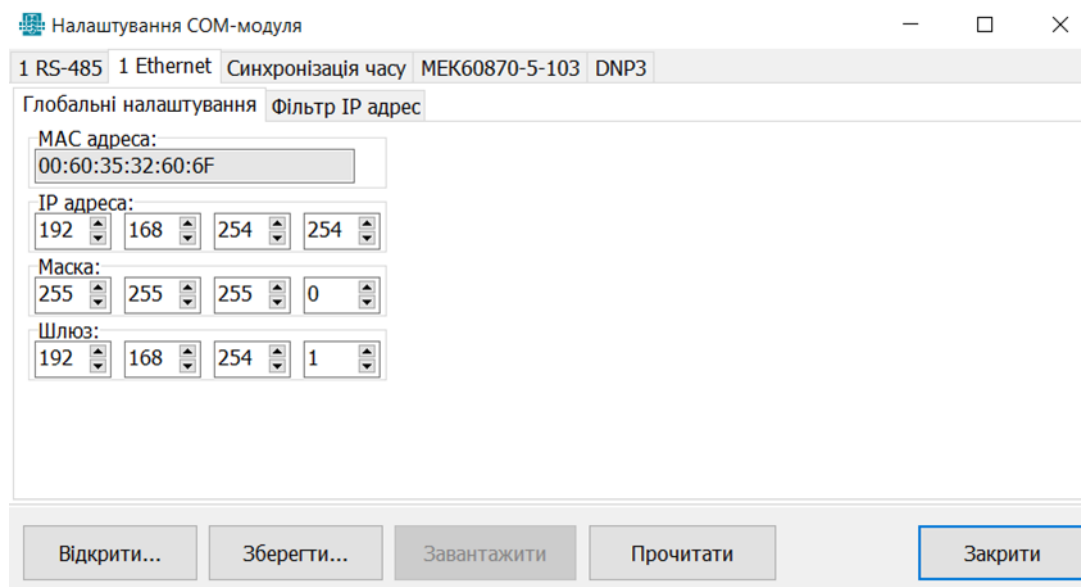 Налаштування COM-модуля
1 RS-485 1 Ethernet Синхронізація часу МЕК60870-5-103 DNP3
Глобальні налаштування Фільтр IP адрес
MAC адреса:
00:60:35:32:60:6F
IP адреса:
192 168 254 254
Маска:
255 255 255 0
Шлюз:
192 168 254 1
Відкрити... Зберегти... Завантажити Прочитати Закрити